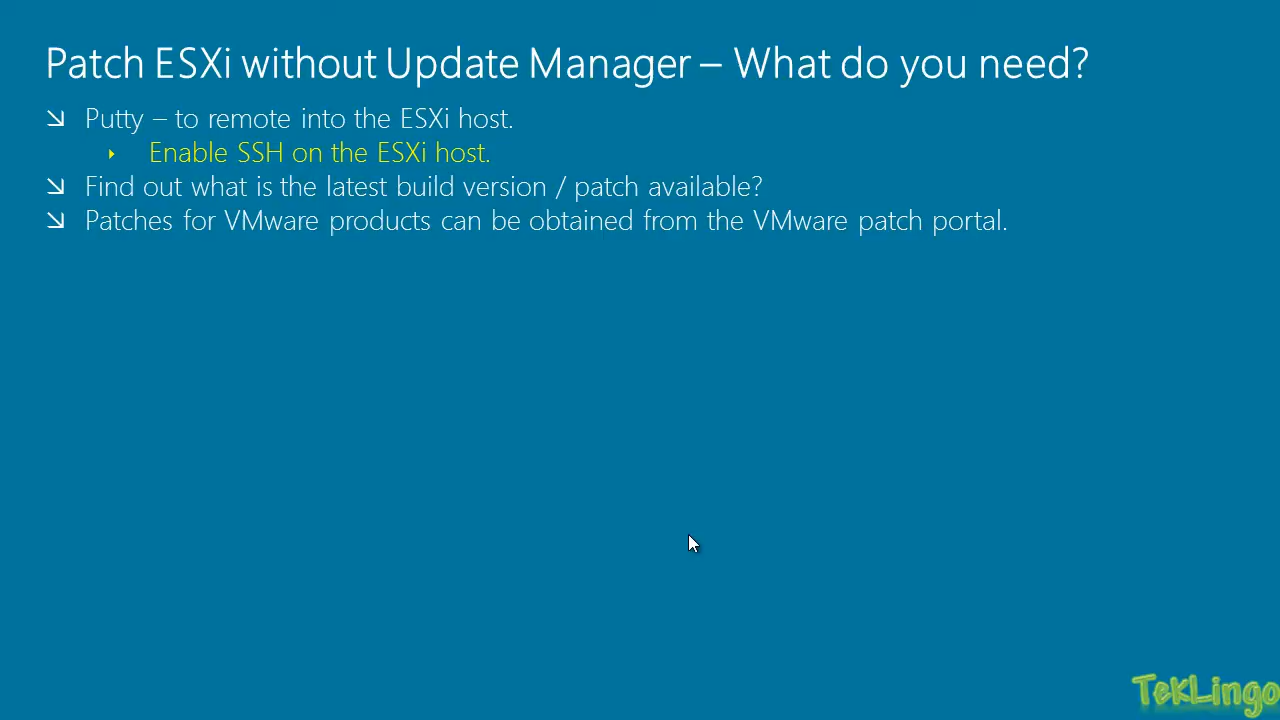 Patch ESXi without Update Manager – What do you need?
Putty – to remote into the ESXi host.
Enable SSH on the ESXi host.
Find out what is the latest build version / patch available?
Patches for VMware products can be obtained from the VMware patch portal.
TekLingo